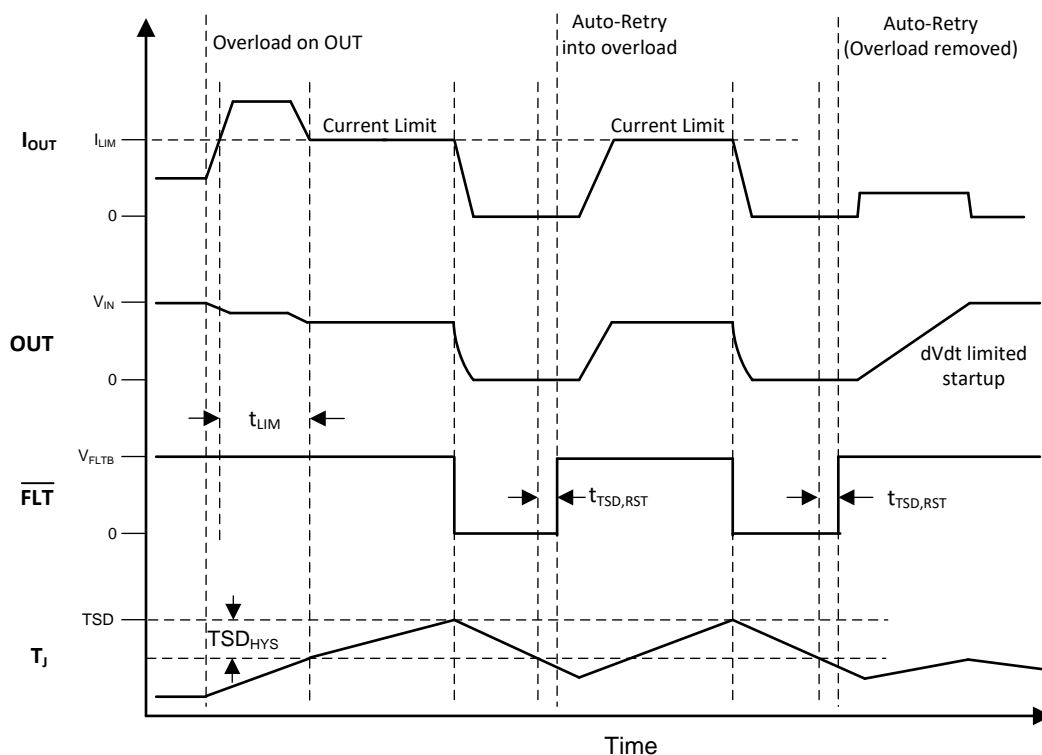 Overload on OUT
Auto-Retry
into overload
Auto-Retry
(Overload removed)
Current Limit
Current Limit
I_OUT
I_LIM
0
V_IN
OUT
0
dVdt limited
startup
t_LIM
V_FLTB
FLT
t_TSD,RST
t_TSD,RST
0
TSD
TSD_HYS
T_J
Time